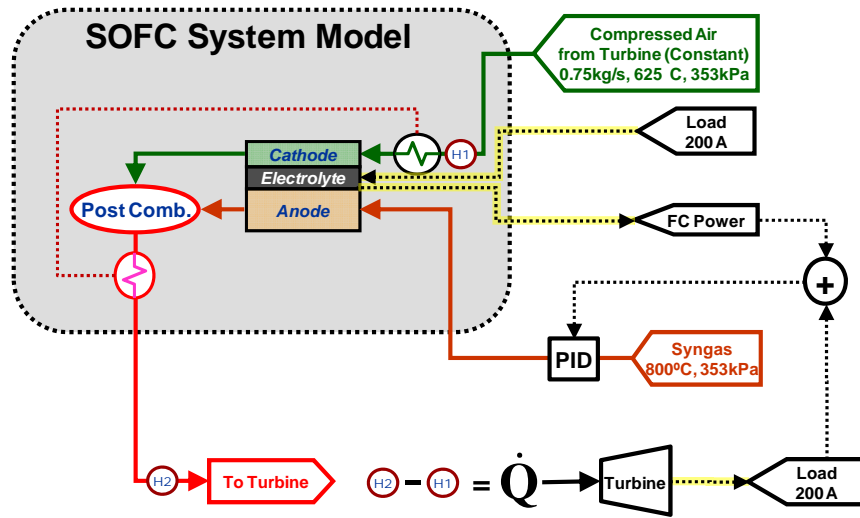 SOFC System Model
Compressed Air
from Turbine (Constant)
0.75kg/s, 625 C, 353kPa
Load
200 A
H1
Cathode
Electrolyte
Anode
Post Comb.
FC Power
+
PID
Syngas
800ºC, 353kPa
H2
To Turbine
H2 − H1 = Q̇
Turbine
Load
200 A